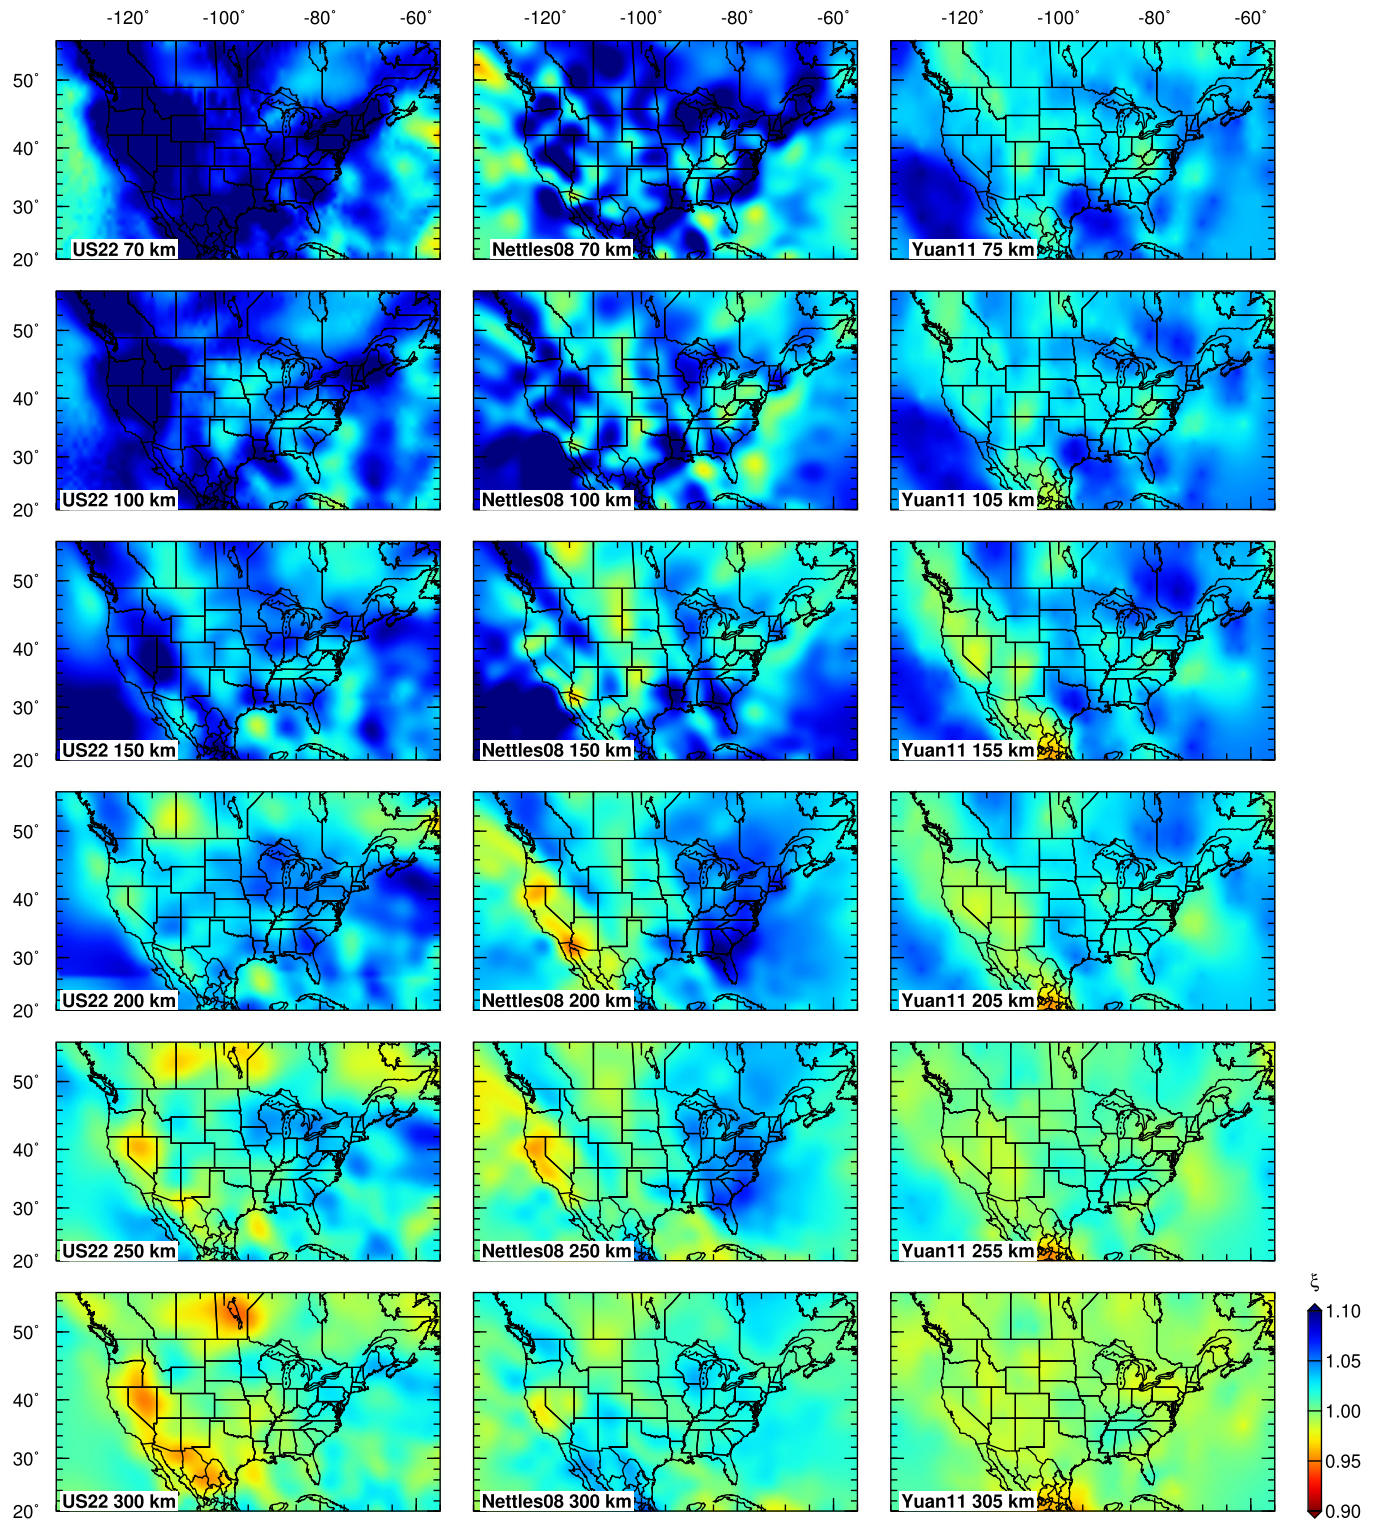 -120° -100° -80° -60° -120° -100° -80° -60° -120° -100° -80° -60°
50°
40°
30°
20°
US22 70 km
Nettles08 70 km
Yuan11 75 km
50°
40°
30°
20°
US22 100 km
Nettles08 100 km
Yuan11 105 km
50°
40°
30°
20°
US22 150 km
Nettles08 150 km
Yuan11 155 km
50°
40°
30°
20°
US22 200 km
Nettles08 200 km
Yuan11 205 km
50°
40°
30°
20°
US22 250 km
Nettles08 250 km
Yuan11 255 km
50°
40°
30°
20°
US22 300 km
Nettles08 300 km
Yuan11 305 km
ξ
1.10
1.05
1.00
0.95
0.90